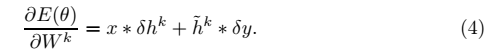 ∂E(θ)/∂W^k = x ∗ δh^k + h̃^k ∗ δy. (4)